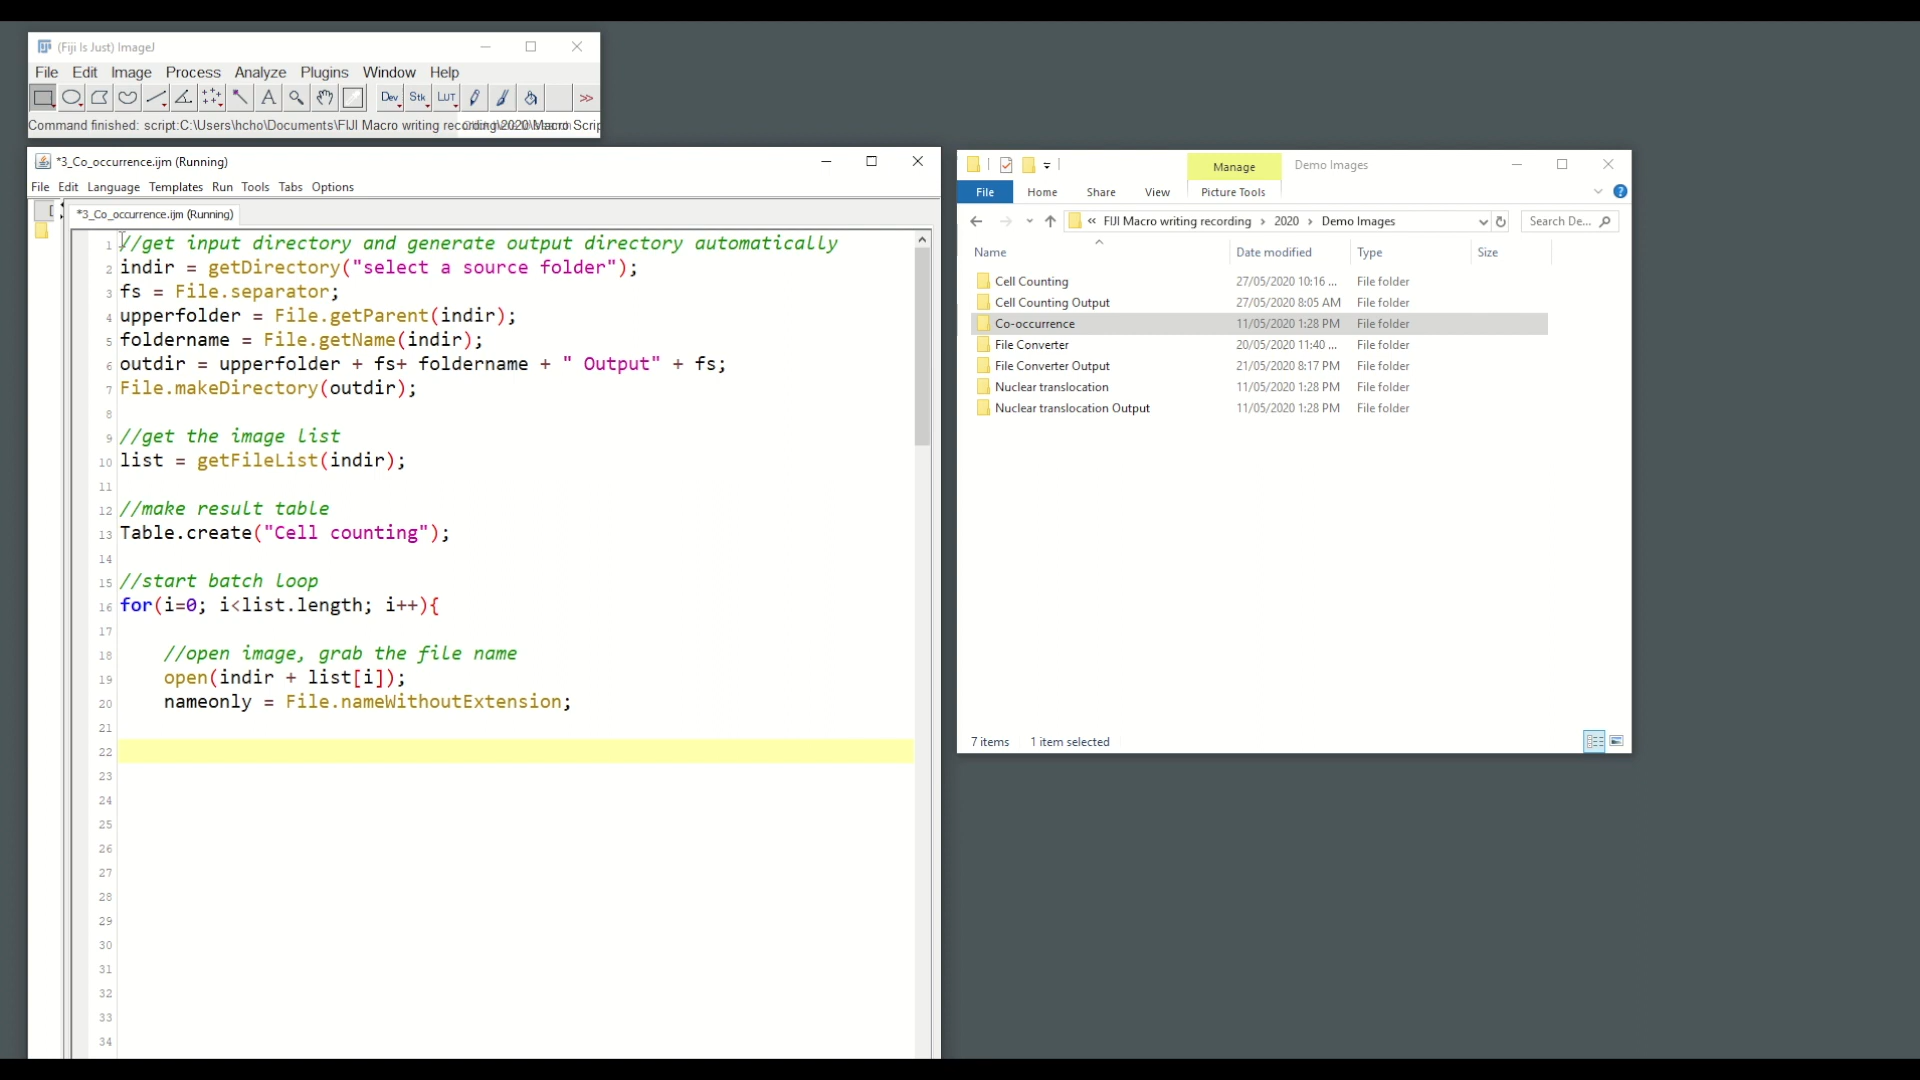 (Fiji Is Just) ImageJ
File Edit Image Process Analyze Plugins Window Help
Dev Stk LUT >>
Command finished: script:C:\Users\hcho\Documents\FIJI Macro writing recording\2020\Macro Scrip
*3_Co_occurrence.ijm (Running)
File Edit Language Templates Run Tools Tabs Options
*3_Co_occurrence.ijm (Running)
1 //get input directory and generate output directory automatically
2 indir = getDirectory("select a source folder");
3 fs = File.separator;
4 upperfolder = File.getParent(indir);
5 foldername = File.getName(indir);
6 outdir = upperfolder + fs+ foldername + " Output" + fs;
7 File.makeDirectory(outdir);
8
9 //get the image list
10 list = getFileList(indir);
11
12 //make result table
13 Table.create("Cell counting");
14
15 //start batch loop
16 for(i=0; i<list.length; i++){
17
18 //open image, grab the file name
19 open(indir + list[i]);
20 nameonly = File.nameWithoutExtension;
21
22
23
24
25
26
27
28
29
30
31
32
33
34
Manage Demo Images
File Home Share View Picture Tools
« FIJI Macro writing recording > 2020 > Demo Images Search De...
Name Date modified Type Size
Cell Counting 27/05/2020 10:16 ... File folder
Cell Counting Output 27/05/2020 8:05 AM File folder
Co-occurrence 11/05/2020 1:28 PM File folder
File Converter 20/05/2020 11:40 ... File folder
File Converter Output 21/05/2020 8:17 PM File folder
Nuclear translocation 11/05/2020 1:28 PM File folder
Nuclear translocation Output 11/05/2020 1:28 PM File folder
7 items 1 item selected